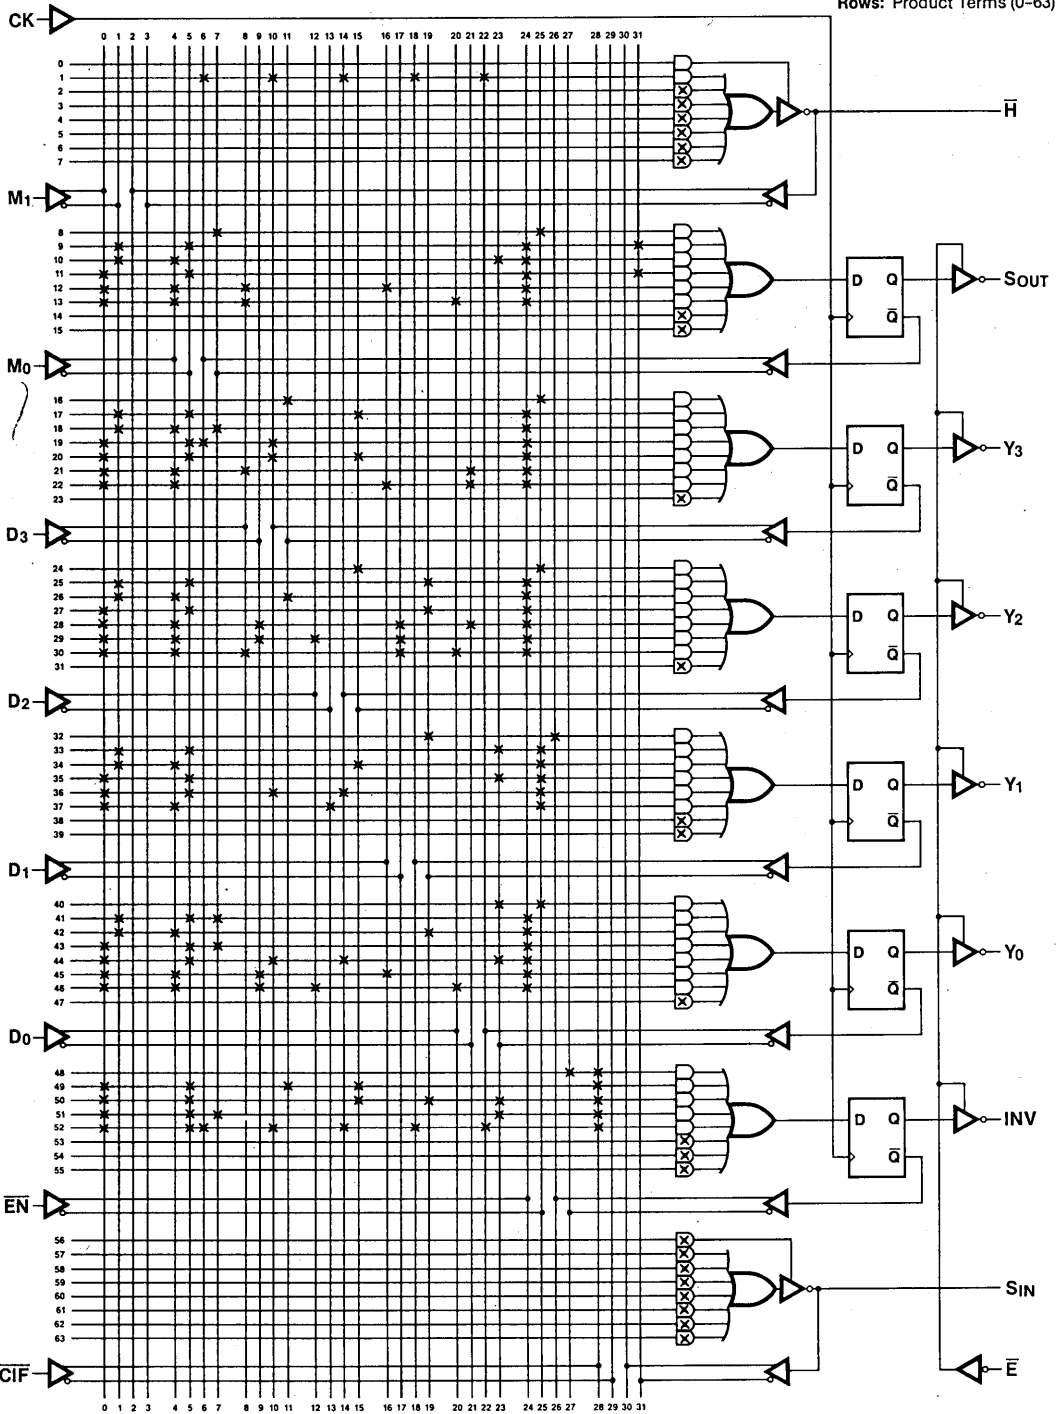 Rows: Product Terms (0–63)
CK
0 1 2 3 4 5 6 7 8 9 10 11 12 13 14 15 16 17 18 19 20 21 22 23 24 25 26 27 28 29 30 31
0
1
2
3
4
5
6
7
H̅
M1
8
9
10
11
12
13
14
15
D Q
Q̅
SOUT
M0
16
17
18
19
20
21
22
23
D Q
Q̅
Y3
D3
24
25
26
27
28
29
30
31
D Q
Q̅
Y2
D2
32
33
34
35
36
37
38
39
D Q
Q̅
Y1
D1
40
41
42
43
44
45
46
47
D Q
Q̅
Y0
D0
48
49
50
51
52
53
54
55
D Q
Q̅
INV
E̅N̅
56
57
58
59
60
61
62
63
SIN
C̅I̅F̅
E̅
0 1 2 3 4 5 6 7 8 9 10 11 12 13 14 15 16 17 18 19 20 21 22 23 24 25 26 27 28 29 30 31